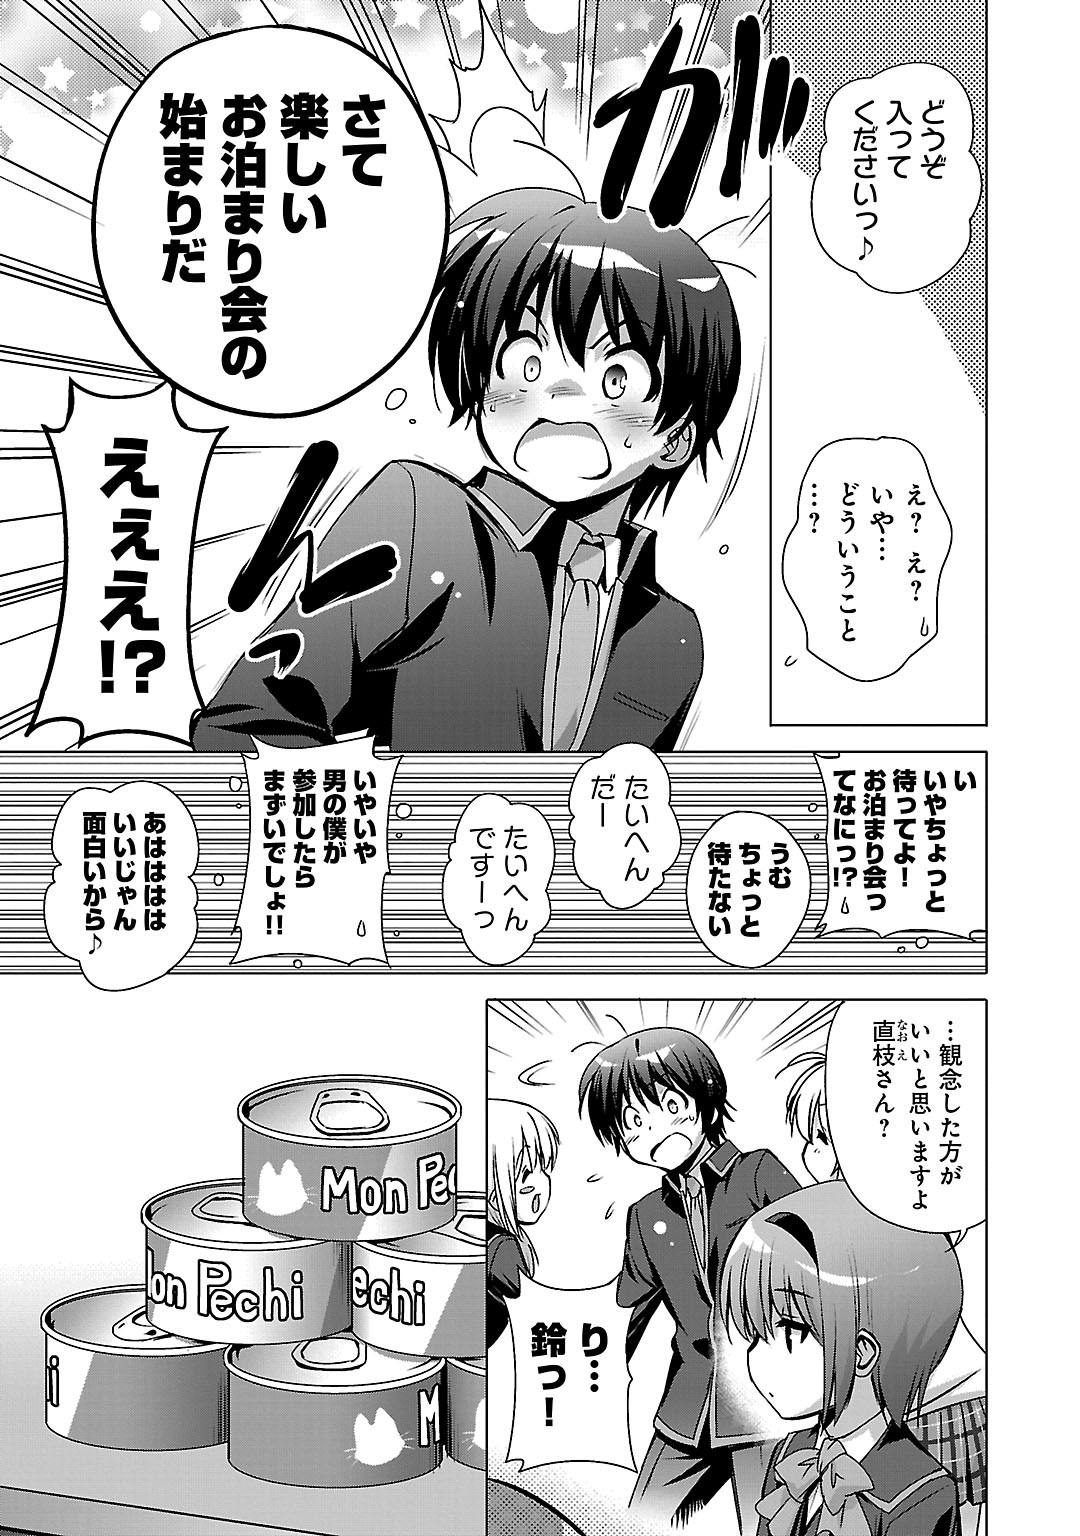 どうぞ
入って
くださいっ♪
え？え？
いや…
どういうこと
…？
ガバ
さて
楽しい
お泊まり会の
始まりだ
えええ!?
い
いやちょっと
待ってよ！
お泊まり会っ
てなにっ!?
うむ
ちょっと
待たない
たいへん
だー
たいへん
ですーっ
いやいや
男の僕が
参加したら
まずいでしょ!!
あはははは
いいじゃん
面白いから♪
…観念した方が
いいと思いますよ
直枝さん？
なおえ
り…
鈴っ！
Mon Pe
Mon Pechi
echi
i
M